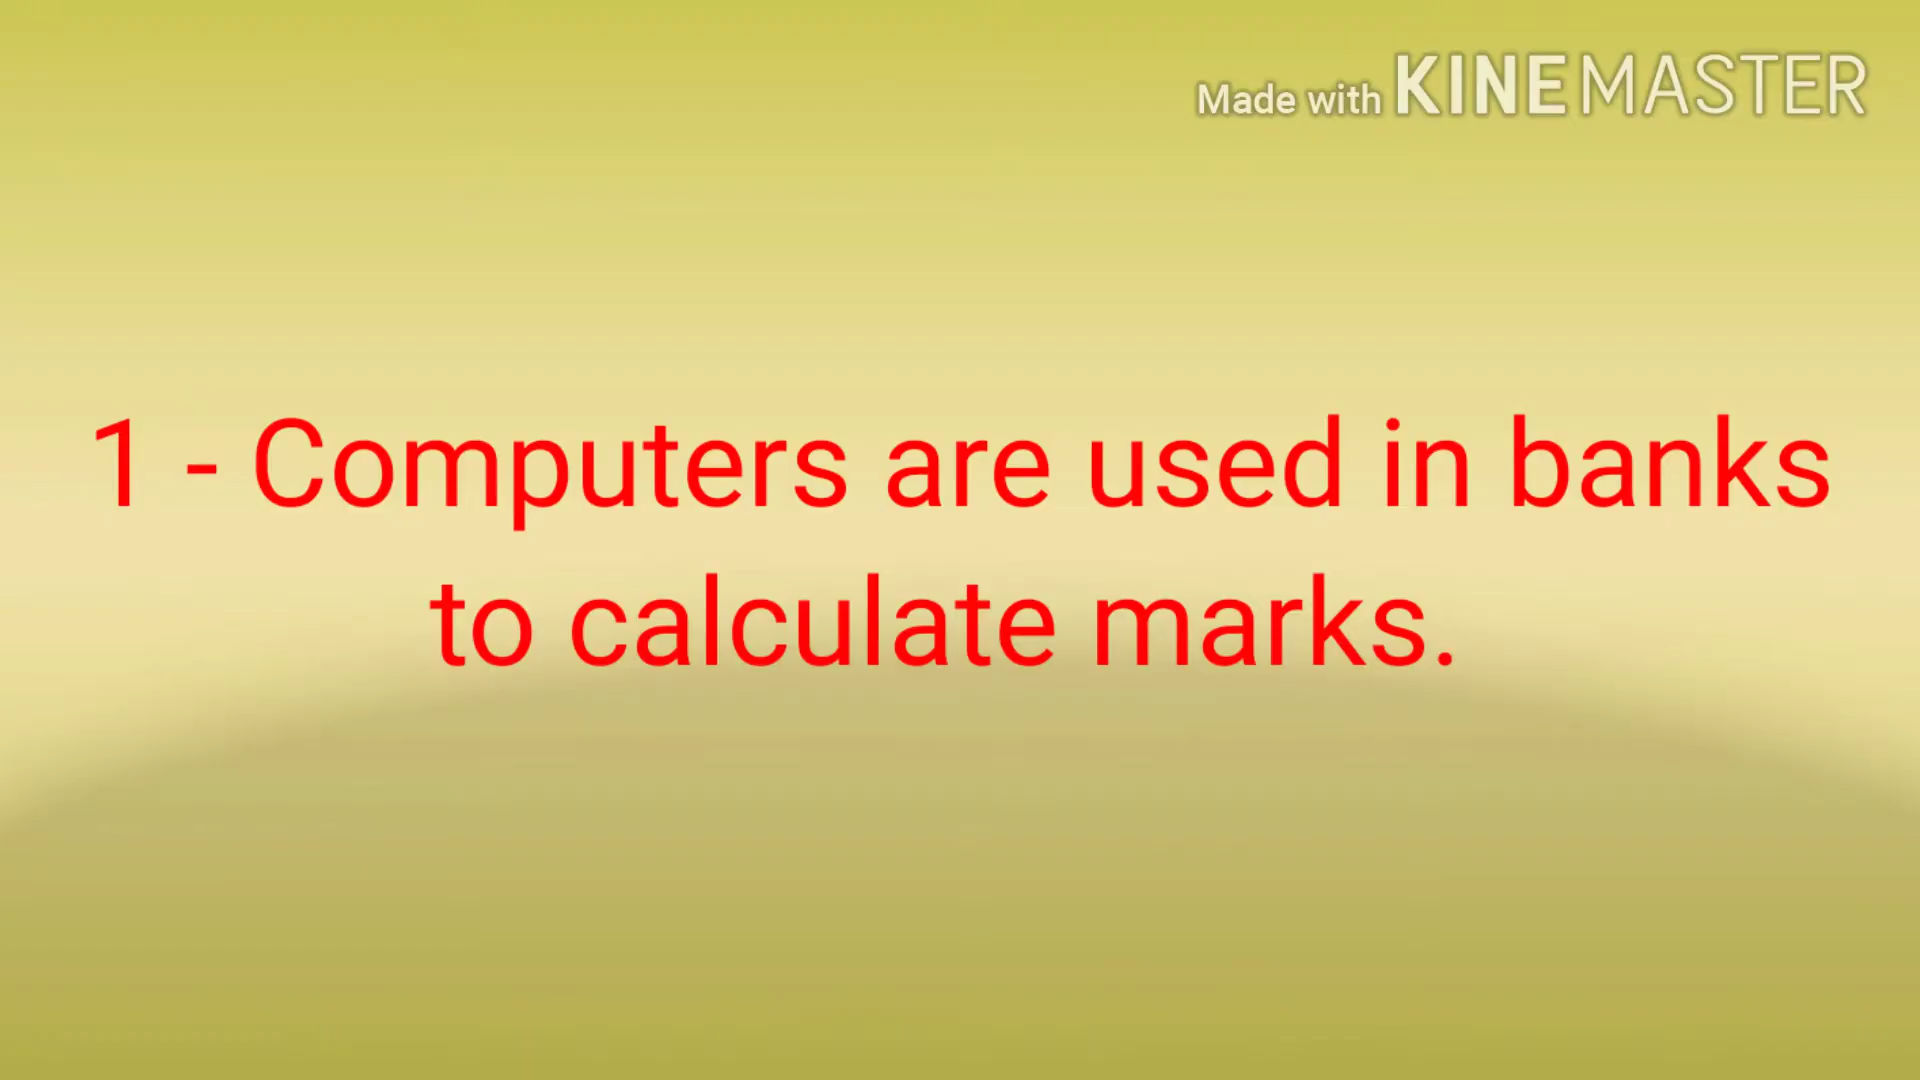 Made with KINEMASTER
1 - Computers are used in banks
to calculate marks.